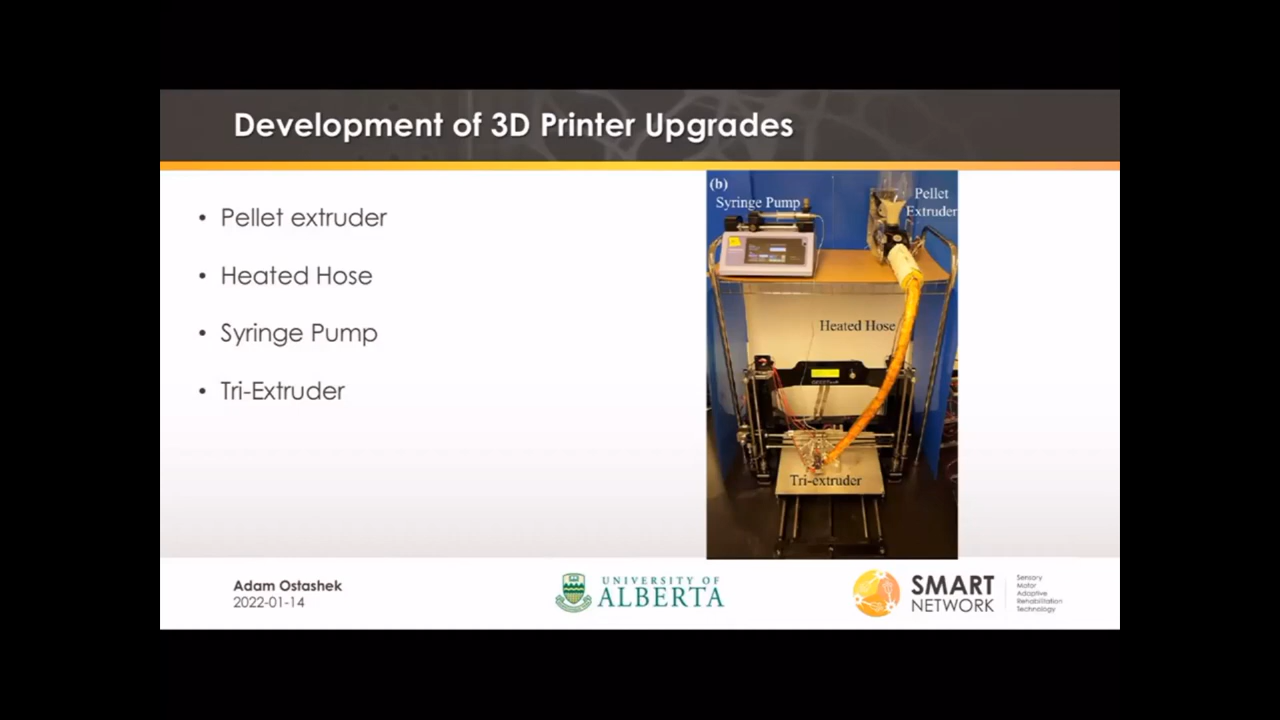 Development of 3D Printer Upgrades
• Pellet extruder
• Heated Hose
• Syringe Pump
• Tri-Extruder
(b)
Syringe Pump
Pellet
Extruder
Heated Hose
Tri-extruder
Adam Ostashek
2022-01-14
UNIVERSITY OF
ALBERTA
SMART
NETWORK
Sensory
Motor
Adaptive
Rehabilitation
Technology